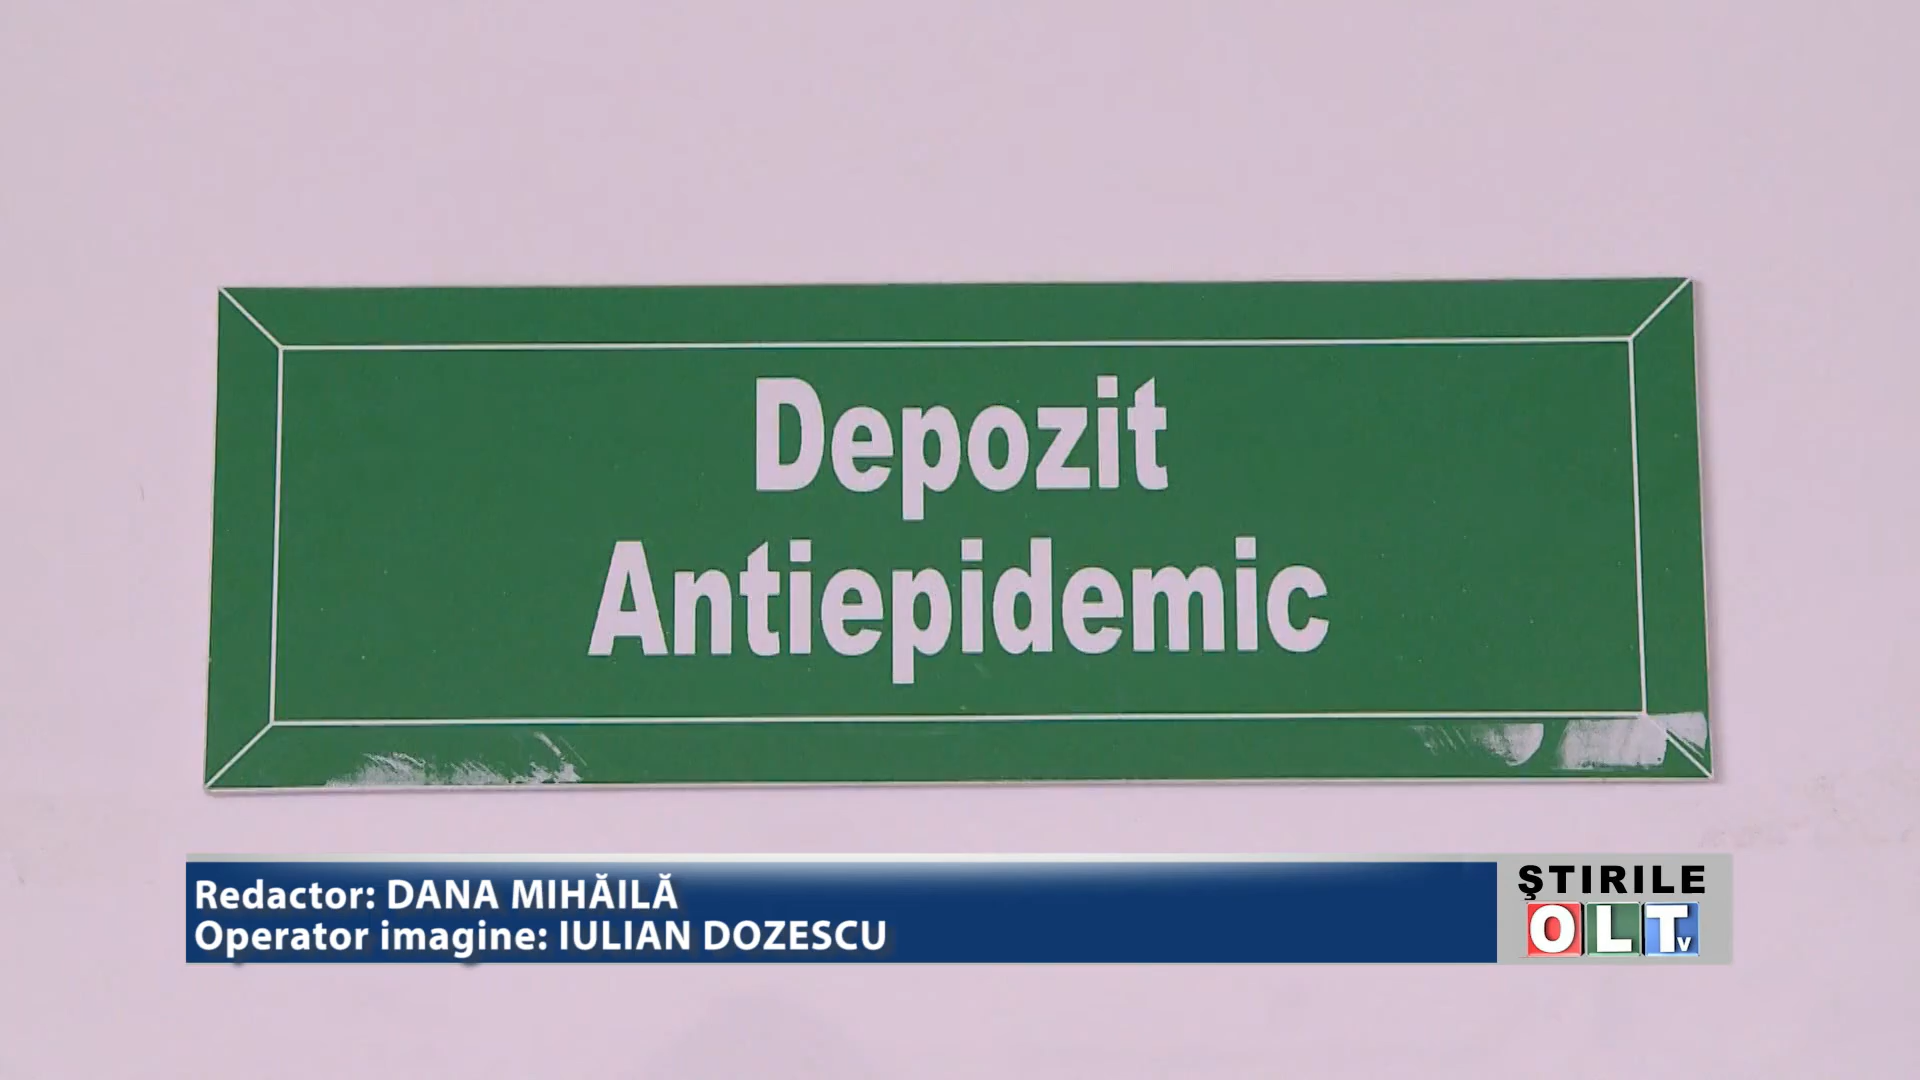 Depozit
Antiepidemic
Redactor: DANA MIHĂILĂ
Operator imagine: IULIAN DOZESCU
ŞTIRILE
OLTV